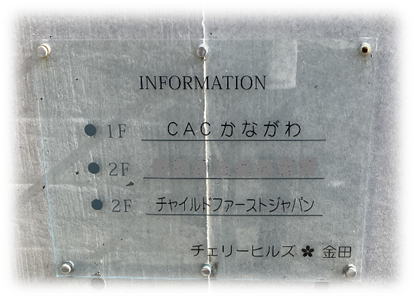 INFORMATION
● 1F CACかながわ
● 2F
● 2F チャイルドファーストジャパン
チェリーヒルズ✿金田